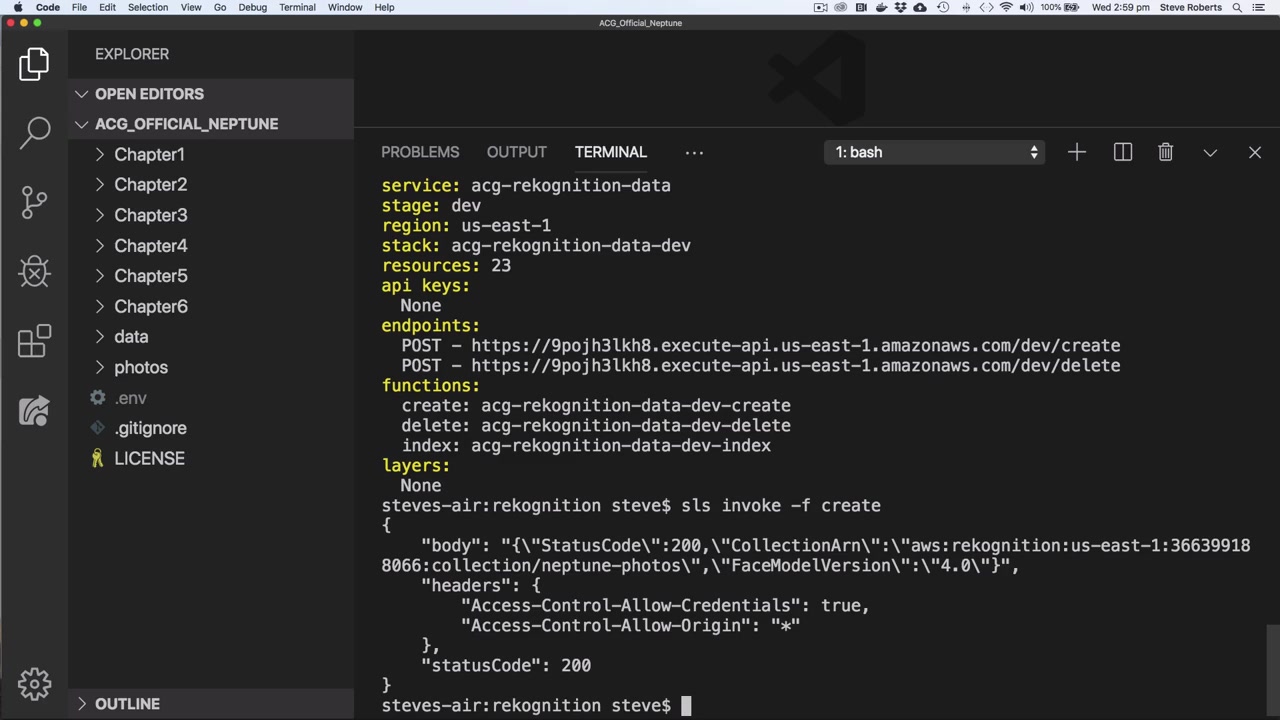 Code File Edit Selection View Go Debug Terminal Window Help 100% Wed 2:59 pm Steve Roberts
ACG_Official_Neptune
EXPLORER
OPEN EDITORS
ACG_OFFICIAL_NEPTUNE
Chapter1
Chapter2
Chapter3
Chapter4
Chapter5
Chapter6
data
photos
.env
.gitignore
LICENSE
OUTLINE
PROBLEMS OUTPUT TERMINAL ... 1: bash
service: acg-rekognition-data
stage: dev
region: us-east-1
stack: acg-rekognition-data-dev
resources: 23
api keys:
None
endpoints:
POST - https://9pojh3lkh8.execute-api.us-east-1.amazonaws.com/dev/create
POST - https://9pojh3lkh8.execute-api.us-east-1.amazonaws.com/dev/delete
functions:
create: acg-rekognition-data-dev-create
delete: acg-rekognition-data-dev-delete
index: acg-rekognition-data-dev-index
layers:
None
steves-air:rekognition steve$ sls invoke -f create
{
"body": "{\"StatusCode\":200,\"CollectionArn\":\"aws:rekognition:us-east-1:36639918
8066:collection/neptune-photos\",\"FaceModelVersion\":\"4.0\"}",
"headers": {
"Access-Control-Allow-Credentials": true,
"Access-Control-Allow-Origin": "*"
},
"statusCode": 200
}
steves-air:rekognition steve$